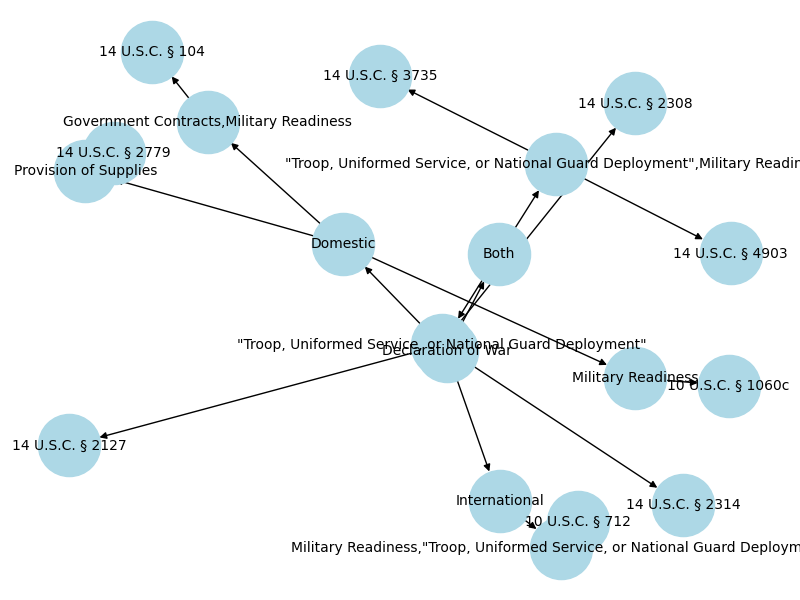 14 U.S.C. § 104
14 U.S.C. § 3735
14 U.S.C. § 2308
Government Contracts,Military Readiness
14 U.S.C. § 2779
"Troop, Uniformed Service, or National Guard Deployment",Military
Provision of Supplies
Domestic
Both
14 U.S.C. § 4903
"Troop, Uniformed Service, or National Guard Deployment"
Declaration of War
Military Readiness
10 U.S.C. § 1060c
14 U.S.C. § 2127
International
14 U.S.C. § 2314
10 U.S.C. § 712
Military Readiness,"Troop, Uniformed Service, or National Guard